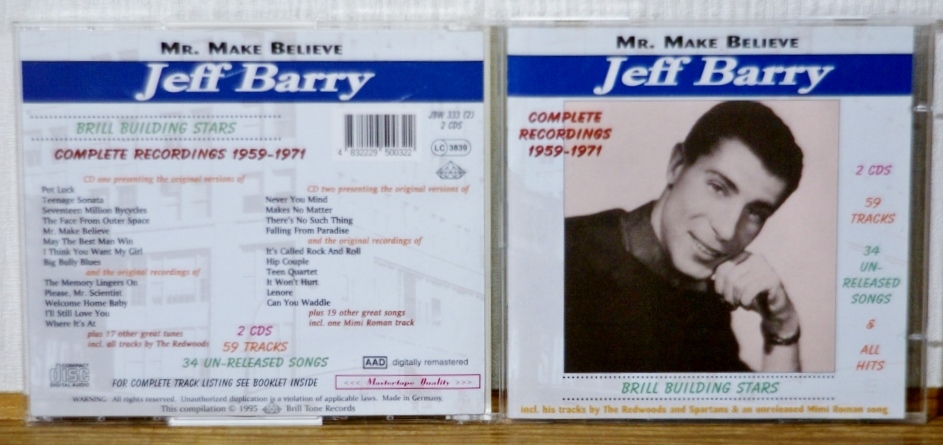 MR. MAKE BELIEVE
Jeff Barry
BRILL BUILDING STARS
JBW 333 (2)
2 CDS
4 832229 500322
LC 3839
COMPLETE RECORDINGS 1959-1971
CD one presenting the original versions of
Pot Luck
Teenage Sonata
Seventeen Million Bycycles
The Face From Outer Space
Mr. Make Believe
May The Best Man Win
I Think You Want My Girl
Big Bully Blues
and the original recordings of
The Memory Lingers On
Please, Mr. Scientist
Welcome Home Baby
I'll Still Love You
Where It's At
plus 17 other great tunes
incl. all tracks by The Redwoods
CD two presenting the original versions of
Never You Mind
Makes No Matter
There's No Such Thing
Falling From Paradise
and the original recordings of
It's Called Rock And Roll
Hip Couple
Teen Quartet
It Won't Hurt
Lenore
Can You Waddle
plus 19 other great songs
incl. one Mimi Roman track
2 CDS
59 TRACKS
34 UN-RELEASED SONGS
COMPACT
disc
DIGITAL AUDIO
AAD digitally remastered
FOR COMPLETE TRACK LISTING SEE BOOKLET INSIDE
<<< Mastertape Quality >>>
WARNING: All rights reserved. Unauthorized duplication is a violation of applicable laws. Made in Germany.
This compilation © 1995 Brill Tone Records
MR. MAKE BELIEVE
Jeff Barry
COMPLETE
RECORDINGS
1959-1971
2 CDS
59
TRACKS
34
UN-
RELEASED
SONGS
&
ALL
HITS
BRILL BUILDING STARS
incl. his tracks by The Redwoods and Spartans & an unreleased Mimi Roman song